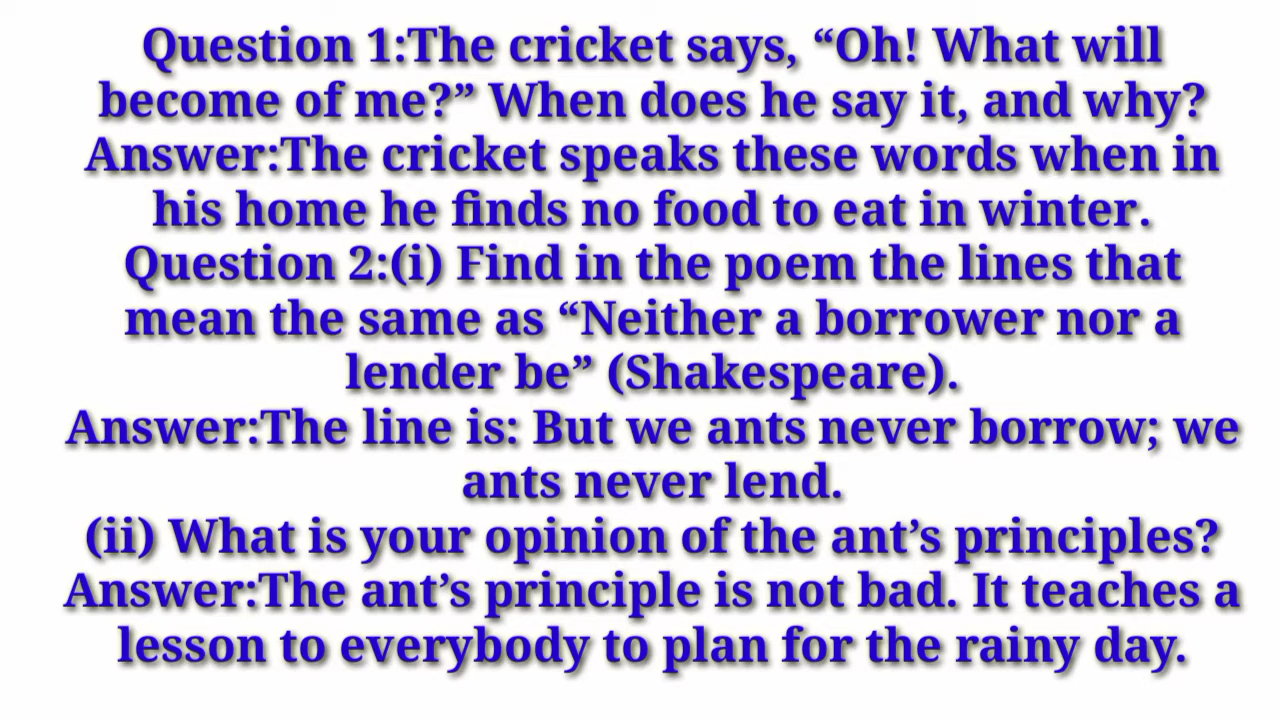 Question 1:The cricket says, “Oh! What will
become of me?” When does he say it, and why?
Answer:The cricket speaks these words when in
his home he finds no food to eat in winter.
Question 2:(i) Find in the poem the lines that
mean the same as “Neither a borrower nor a
lender be” (Shakespeare).
Answer:The line is: But we ants never borrow; we
ants never lend.
(ii) What is your opinion of the ant’s principles?
Answer:The ant’s principle is not bad. It teaches a
lesson to everybody to plan for the rainy day.